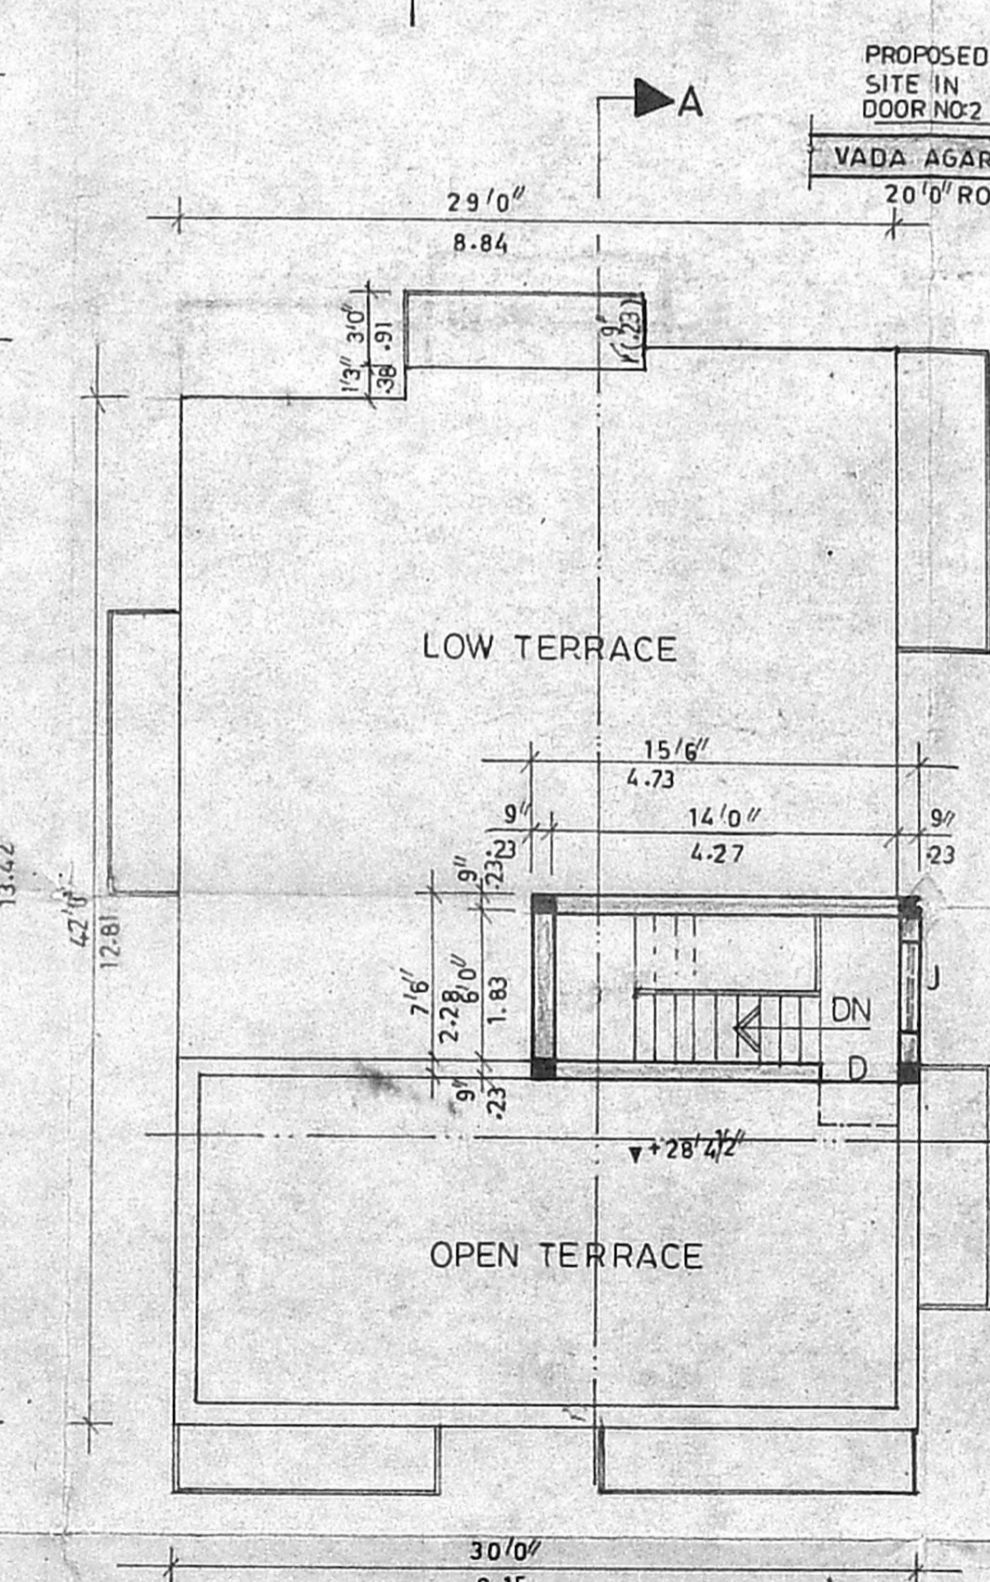 PROPOSED
SITE IN
DOOR NO:2
A
VADA AGAR
20'0" RO
29'0"
8.84
3'0"
.91
1'3"
.38
9"
(.23)
LOW TERRACE
15'6"
4.73
9"
14'0"
9"
.23
4.27
.23
9"
.23
13.42
42'0"
12.81
7'6"
2.28
6'0"
1.83
J
DN
D
9"
.23
+28'4½"
OPEN TERRACE
30'0"